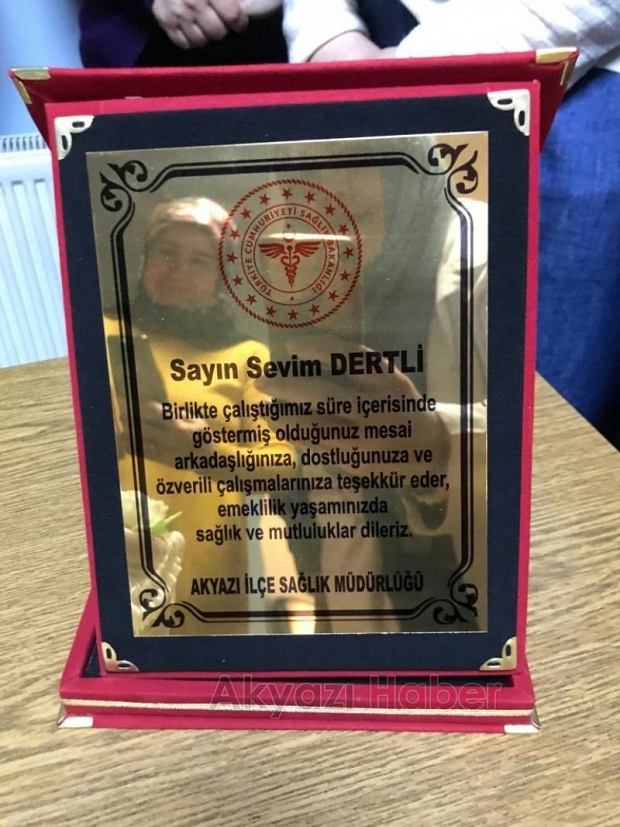 TÜRKİYE CUMHURİYETİ SAĞLIK BAKANLIĞI
Sayın Sevim DERTLİ
Birlikte çalıştığımız süre içerisinde
göstermiş olduğunuz mesai
arkadaşlığınıza, dostluğunuza ve
özverili çalışmalarınıza teşekkür eder,
emeklilik yaşamınızda
sağlık ve mutluluklar dileriz.
AKYAZI İLÇE SAĞLIK MÜDÜRLÜĞÜ
Akyazı Haber